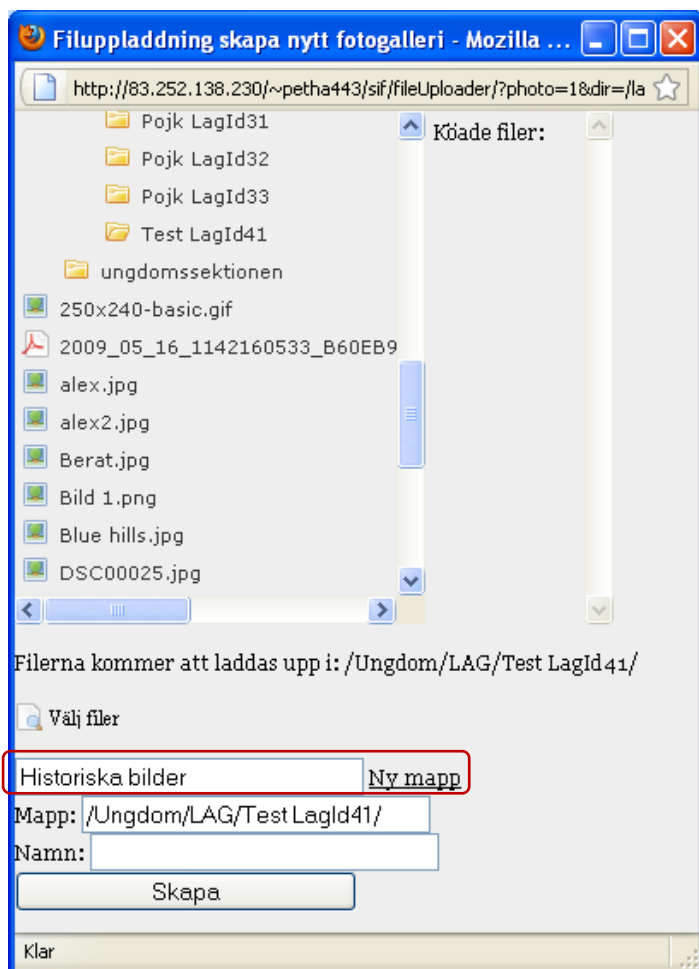 Filuppladdning skapa nytt fotogalleri - Mozilla ...
http://83.252.138.230/~petha443/sif/fileUploader/?photo=1&dir=/la
Pojk LagId31
Köade filer:
Pojk LagId32
Pojk LagId33
Test LagId41
ungdomssektionen
250x240-basic.gif
2009_05_16_1142160533_B60EB9
alex.jpg
alex2.jpg
Berat.jpg
Bild 1.png
Blue hills.jpg
DSC00025.jpg
Filerna kommer att laddas upp i: /Ungdom/LAG/Test LagId41/
Välj filer
Historiska bilder Ny mapp
Mapp: /Ungdom/LAG/Test LagId41/
Namn:
Skapa
Klar